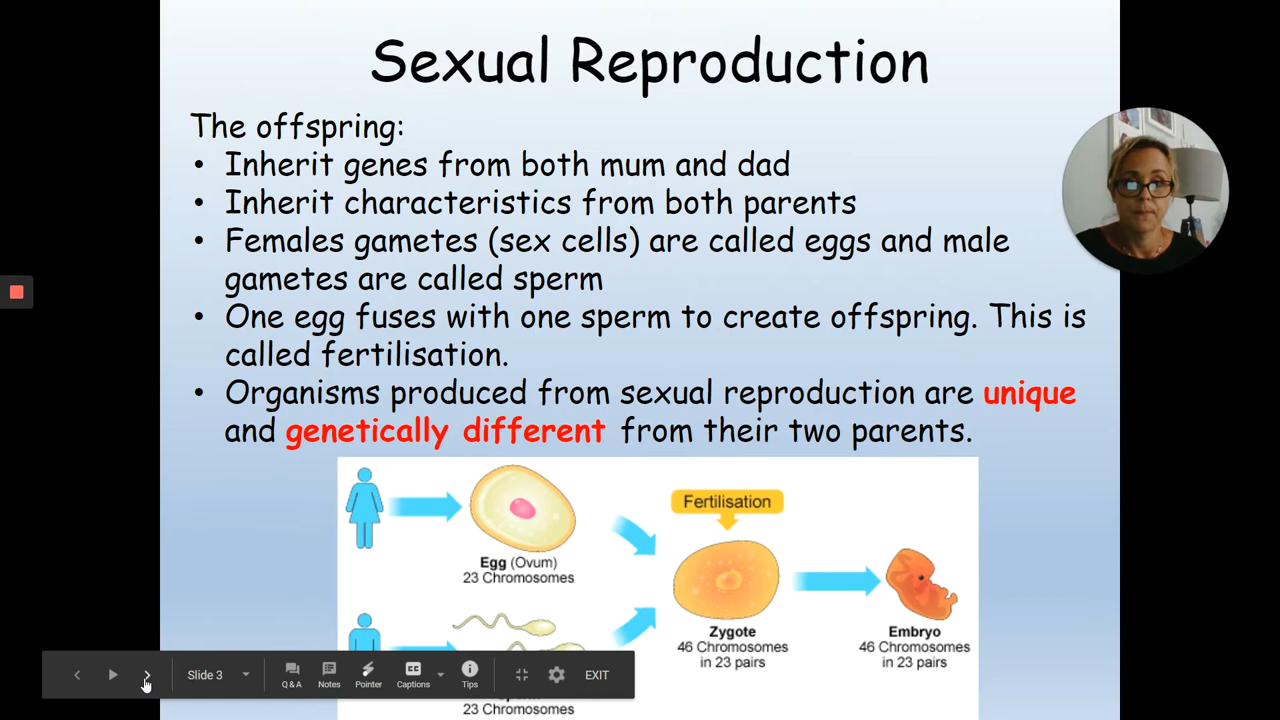 Sexual Reproduction
The offspring:
• Inherit genes from both mum and dad
• Inherit characteristics from both parents
• Females gametes (sex cells) are called eggs and male
gametes are called sperm
• One egg fuses with one sperm to create offspring. This is
called fertilisation.
• Organisms produced from sexual reproduction are unique
and genetically different from their two parents.
Fertilisation
Egg (Ovum)
23 Chromosomes
Zygote
46 Chromosomes
in 23 pairs
Embryo
46 Chromosomes
in 23 pairs
Slide 3
Q & A
Notes
Pointer
CC
Captions
Tips
EXIT
23 Chromosomes